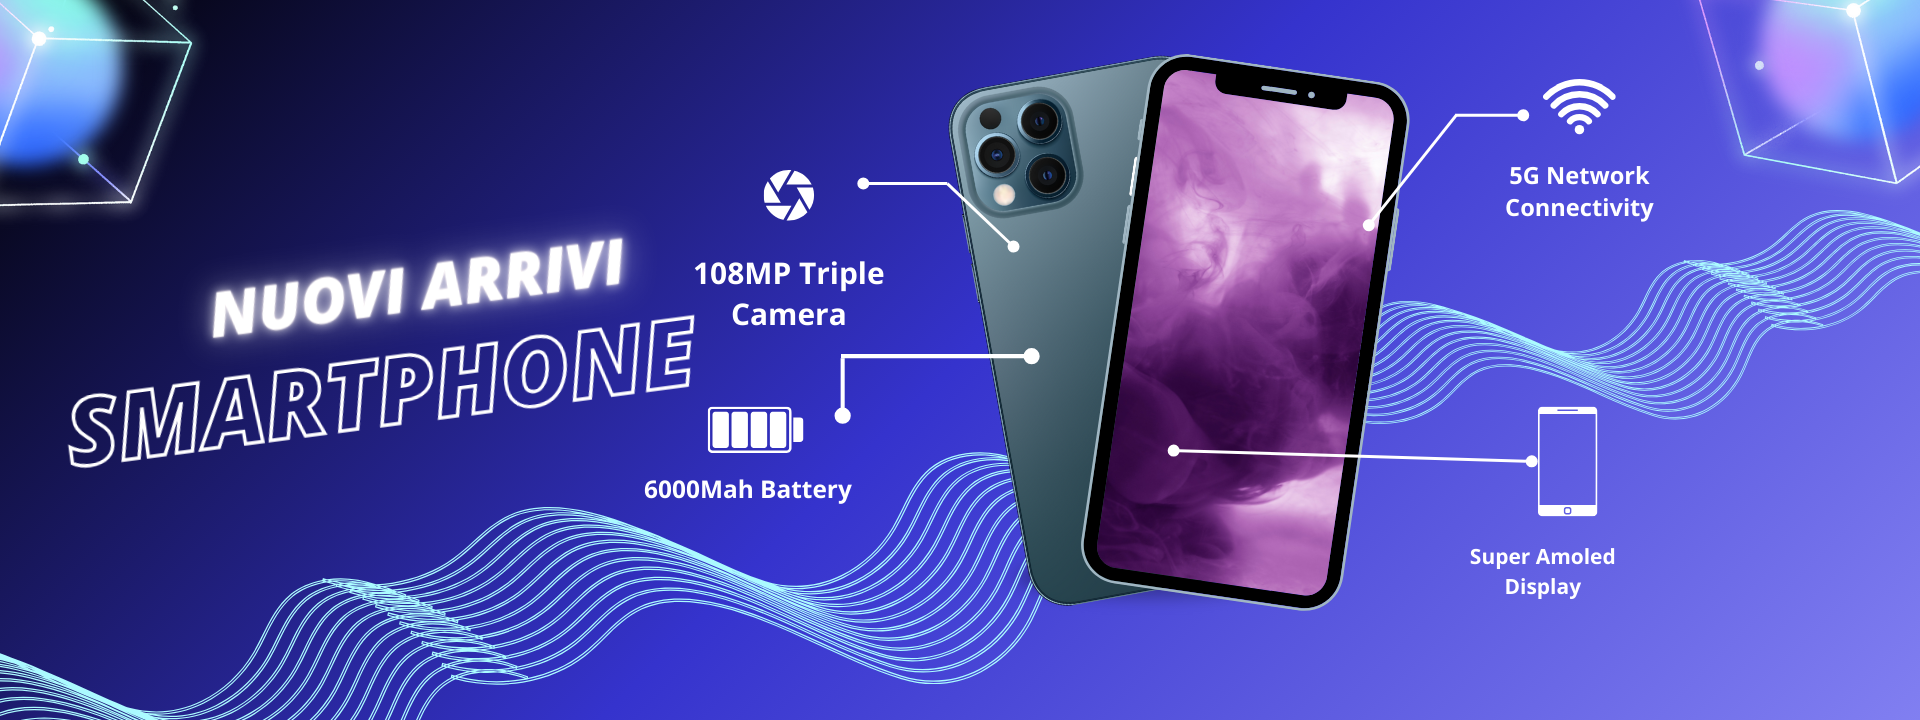 NUOVI ARRIVI
SMARTPHONE
108MP Triple
Camera
6000Mah Battery
5G Network
Connectivity
Super Amoled
Display